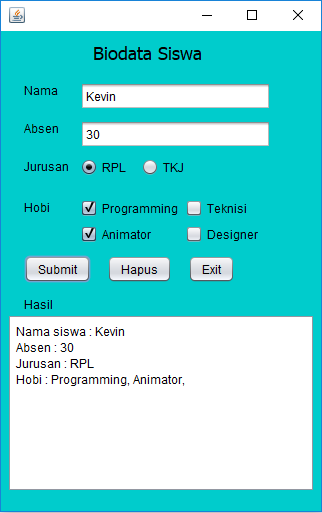 Biodata Siswa
Nama Kevin
Absen 30
Jurusan RPL TKJ
Hobi Programming Teknisi
Animator Designer
Submit Hapus Exit
Hasil
Nama siswa : Kevin
Absen : 30
Jurusan : RPL
Hobi : Programming, Animator,